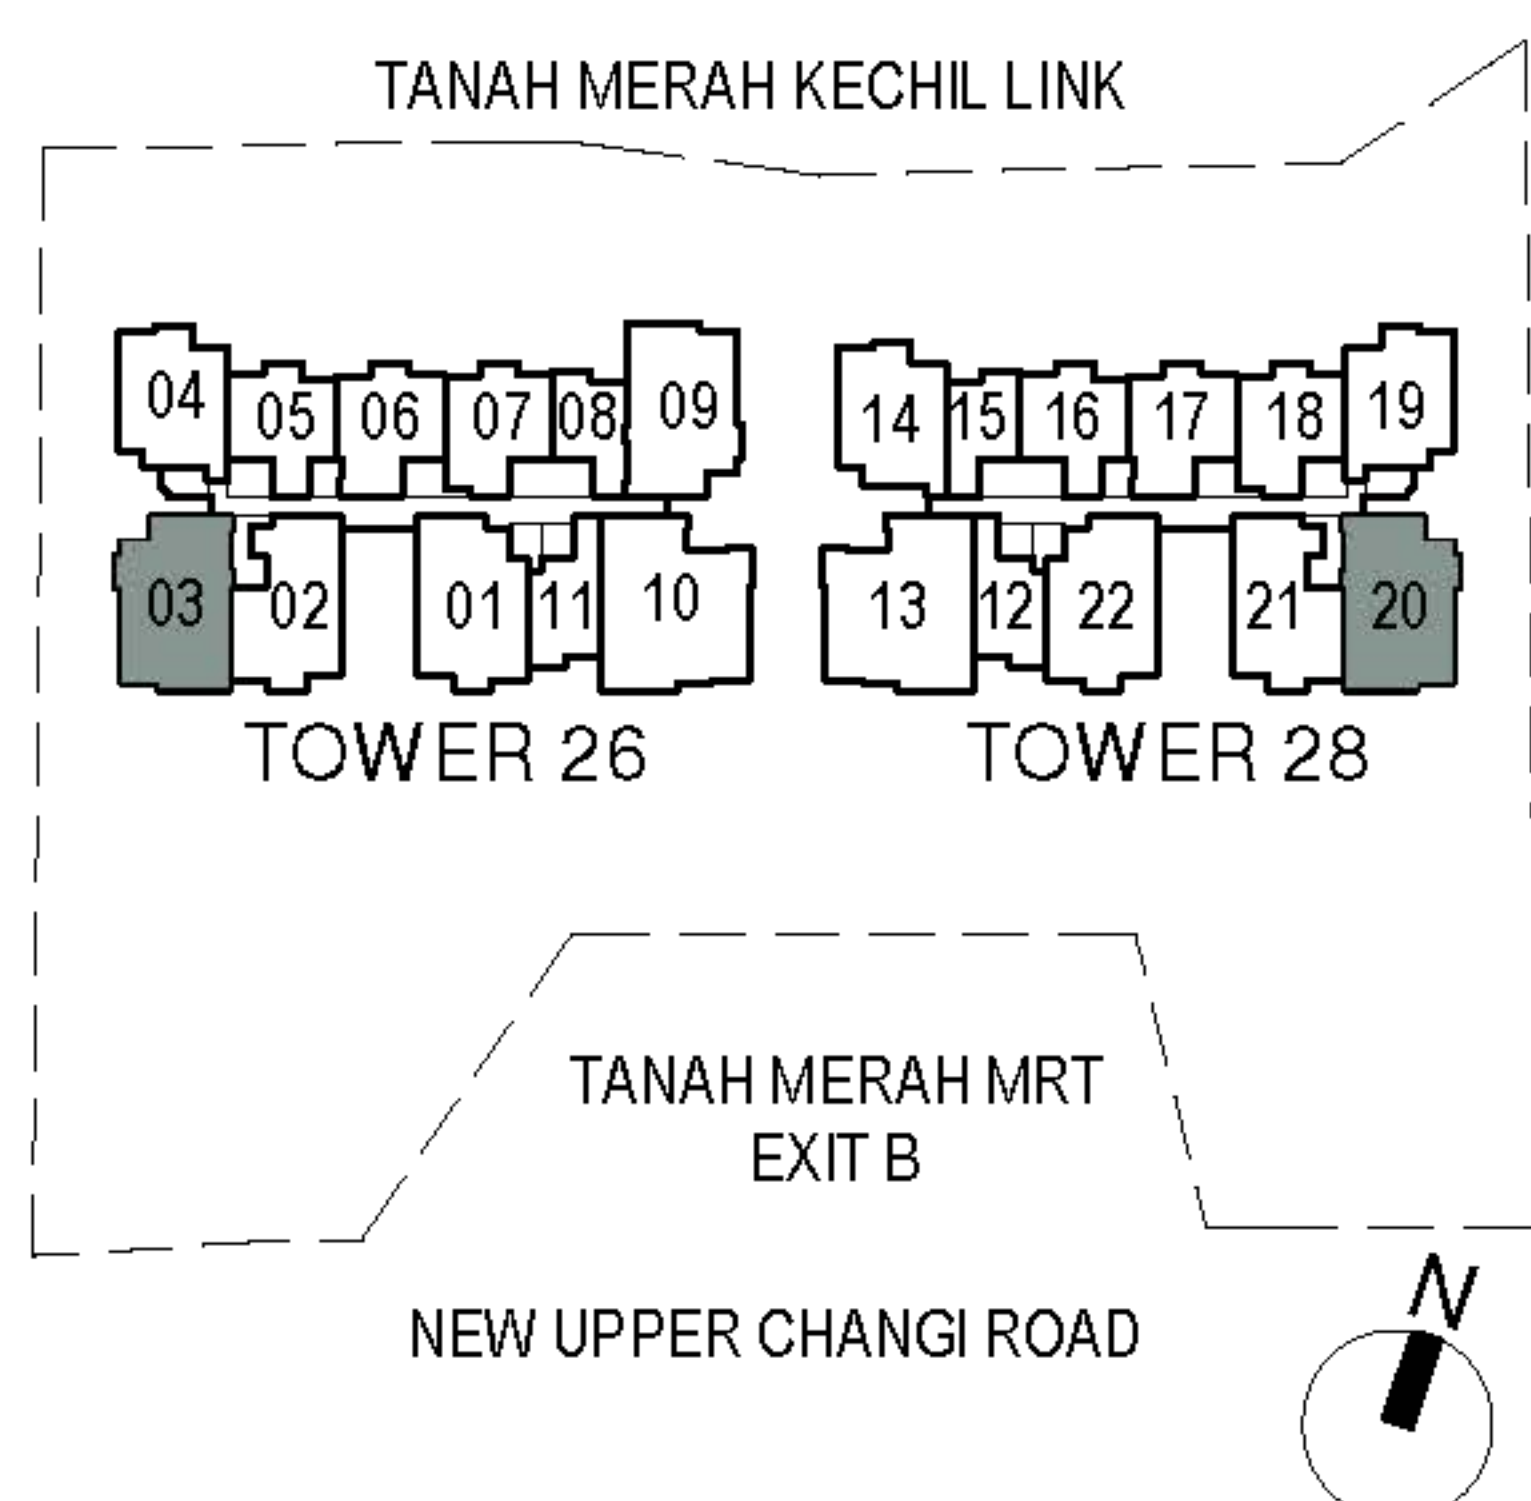 TANAH MERAH KECHIL LINK
04 05 06 07 08 09 14 15 16 17 18 19
03 02 01 11 10 13 12 22 21 20
TOWER 26 TOWER 28
TANAH MERAH MRT
EXIT B
NEW UPPER CHANGI ROAD
N